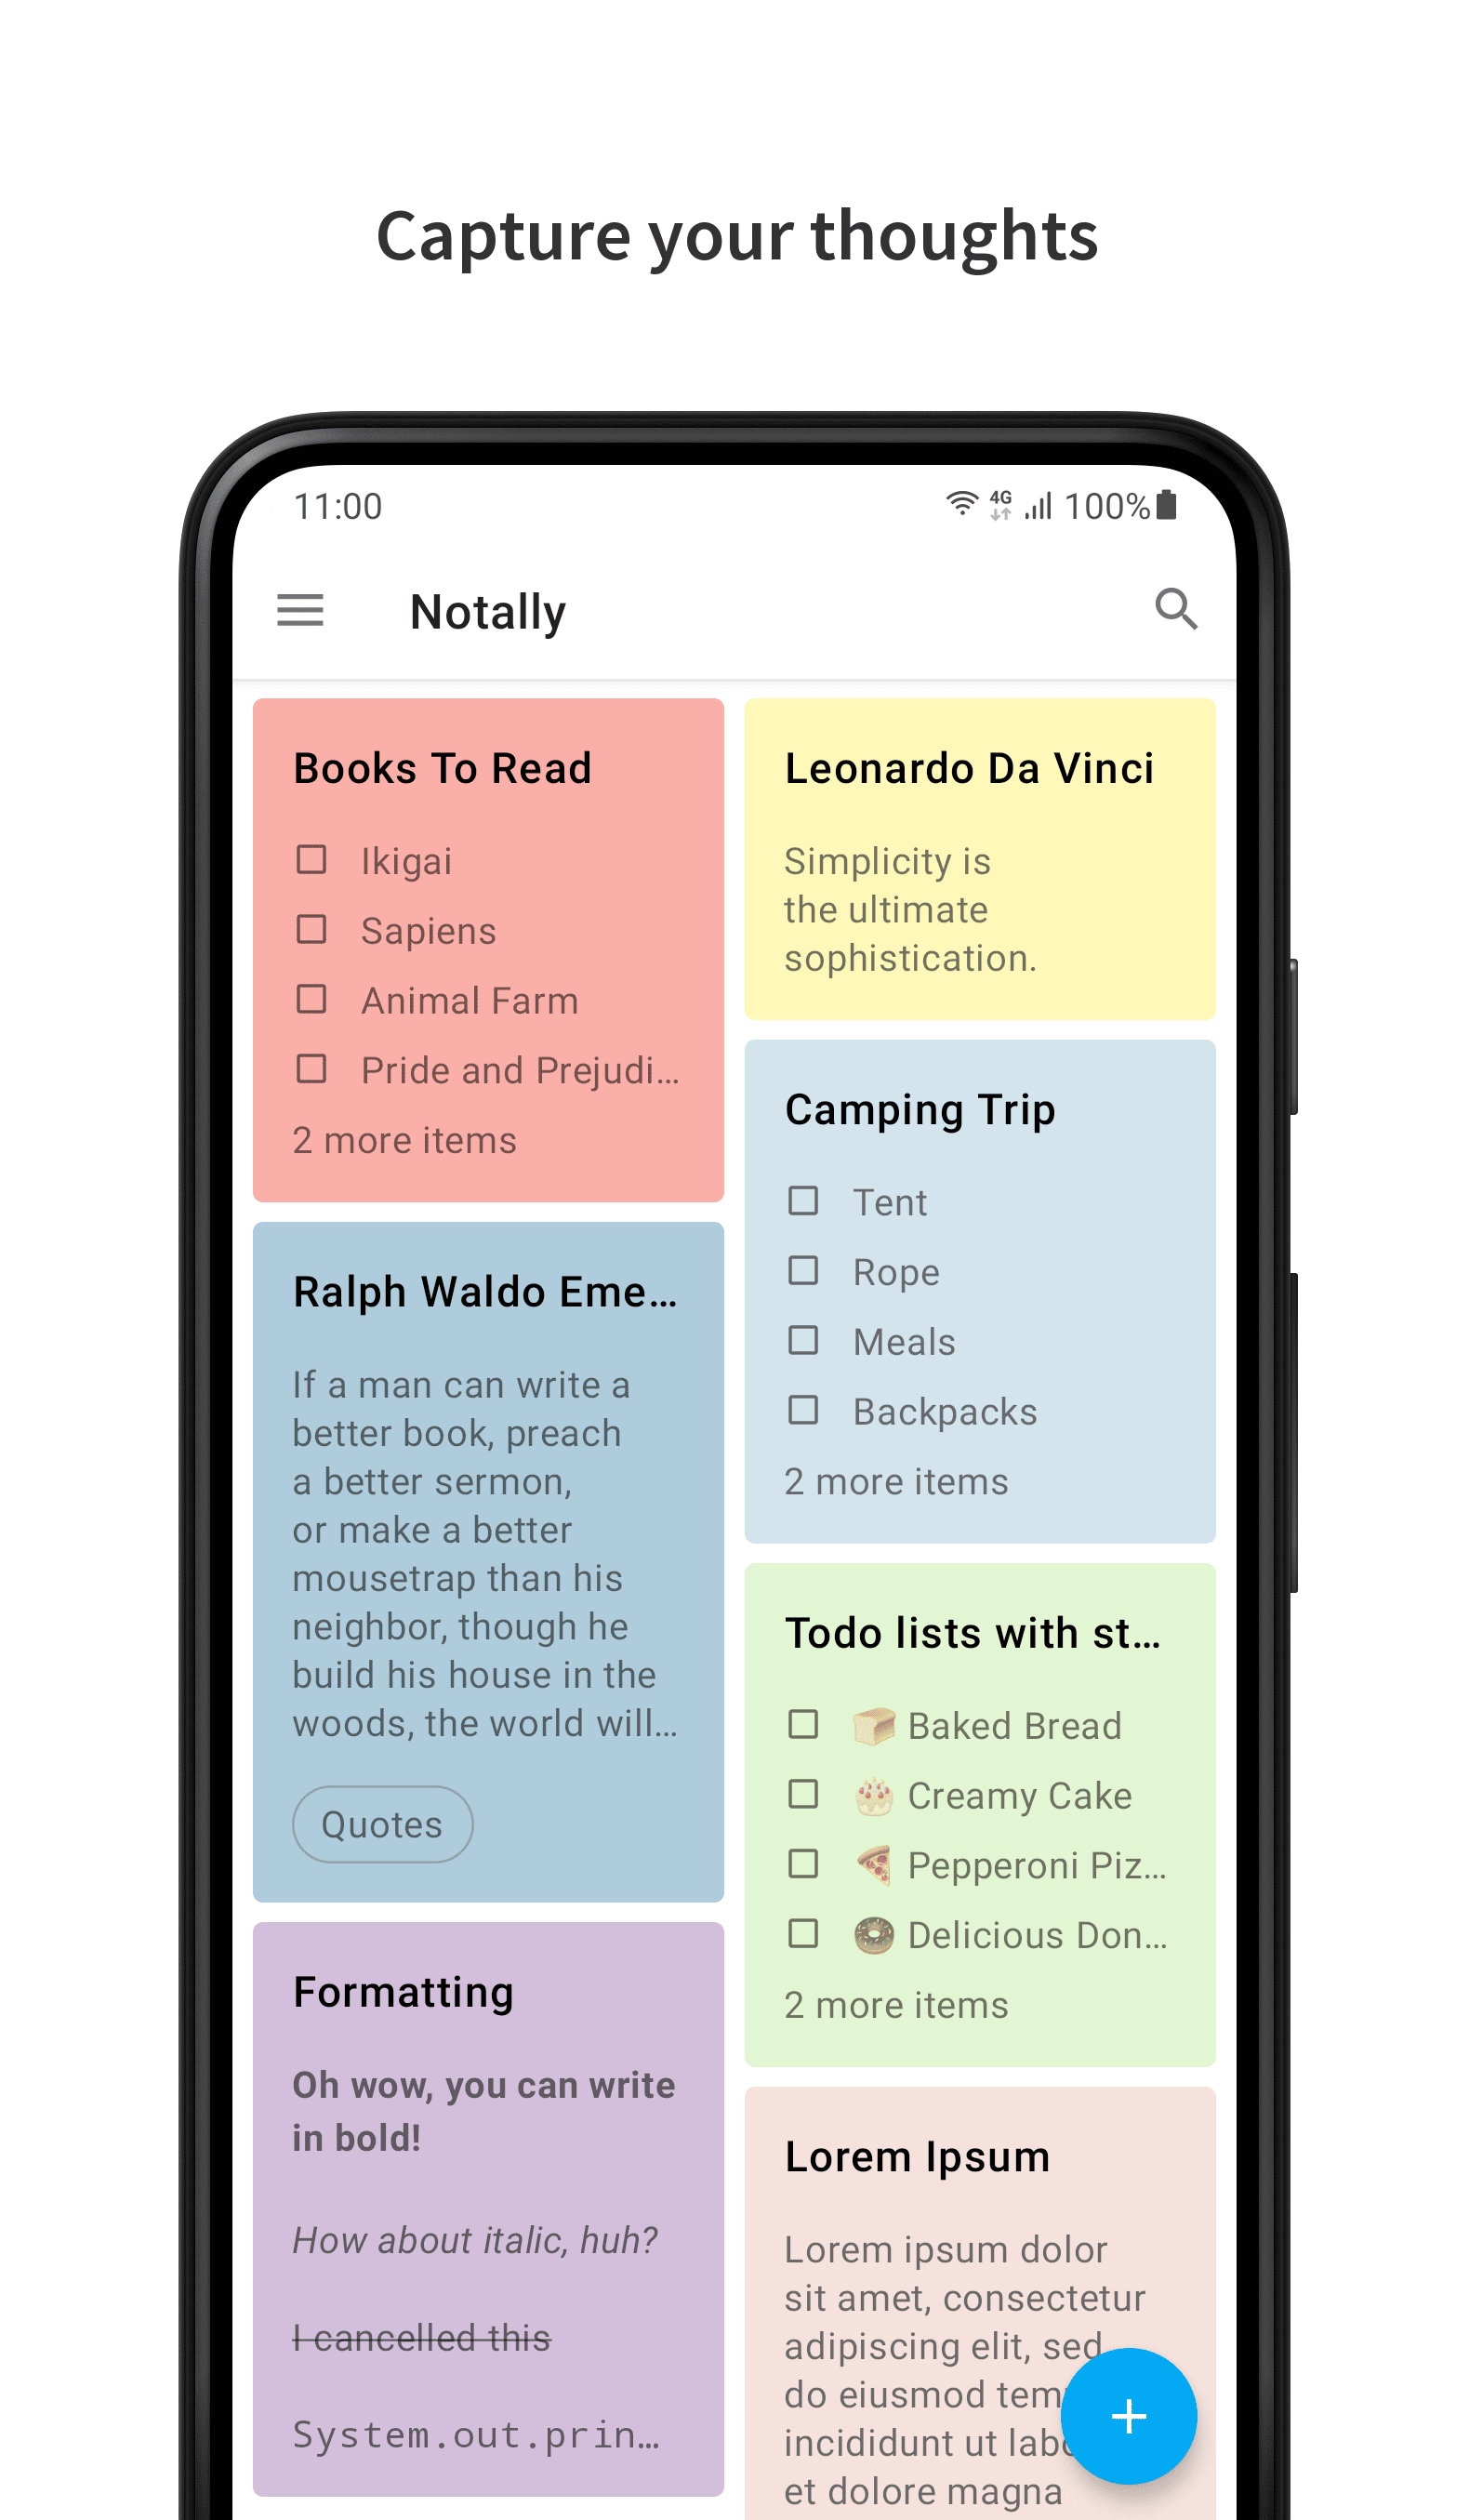 Capture your thoughts
11:00
4G
100%
Notally
Books To Read
Ikigai
Sapiens
Animal Farm
Pride and Prejudi…
2 more items
Ralph Waldo Eme…
If a man can write a
better book, preach
a better sermon,
or make a better
mousetrap than his
neighbor, though he
build his house in the
woods, the world will…
Quotes
Formatting
Oh wow, you can write
in bold!
How about italic, huh?
I cancelled this
System.out.prin…
Leonardo Da Vinci
Simplicity is
the ultimate
sophistication.
Camping Trip
Tent
Rope
Meals
Backpacks
2 more items
Todo lists with st…
🍞 Baked Bread
🎂 Creamy Cake
🍕 Pepperoni Piz…
🍩 Delicious Don…
2 more items
Lorem Ipsum
Lorem ipsum dolor
sit amet, consectetur
adipiscing elit, sed
do eiusmod tem
incididunt ut lab
et dolore magna